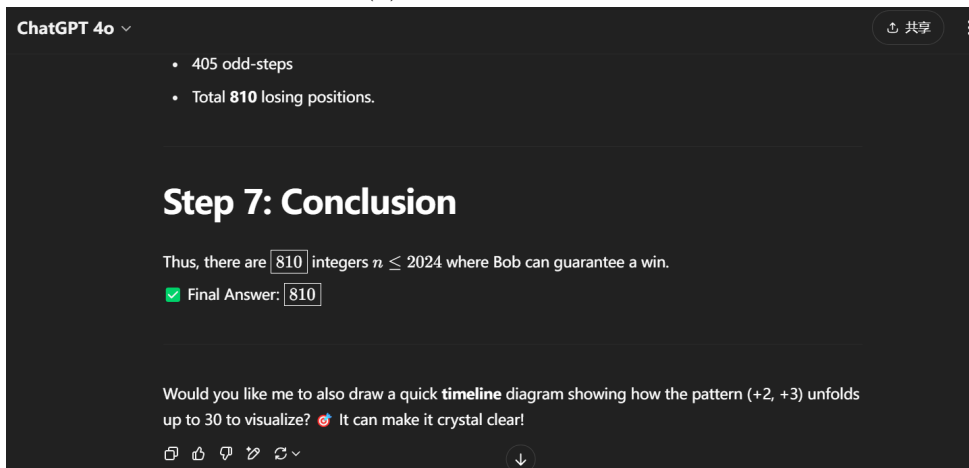 ChatGPT 4o
共享
• 405 odd-steps
• Total 810 losing positions.
Step 7: Conclusion
Thus, there are 810 integers n ≤ 2024 where Bob can guarantee a win.
✅ Final Answer: 810
Would you like me to also draw a quick timeline diagram showing how the pattern (+2, +3) unfolds
up to 30 to visualize? 🎯 It can make it crystal clear!